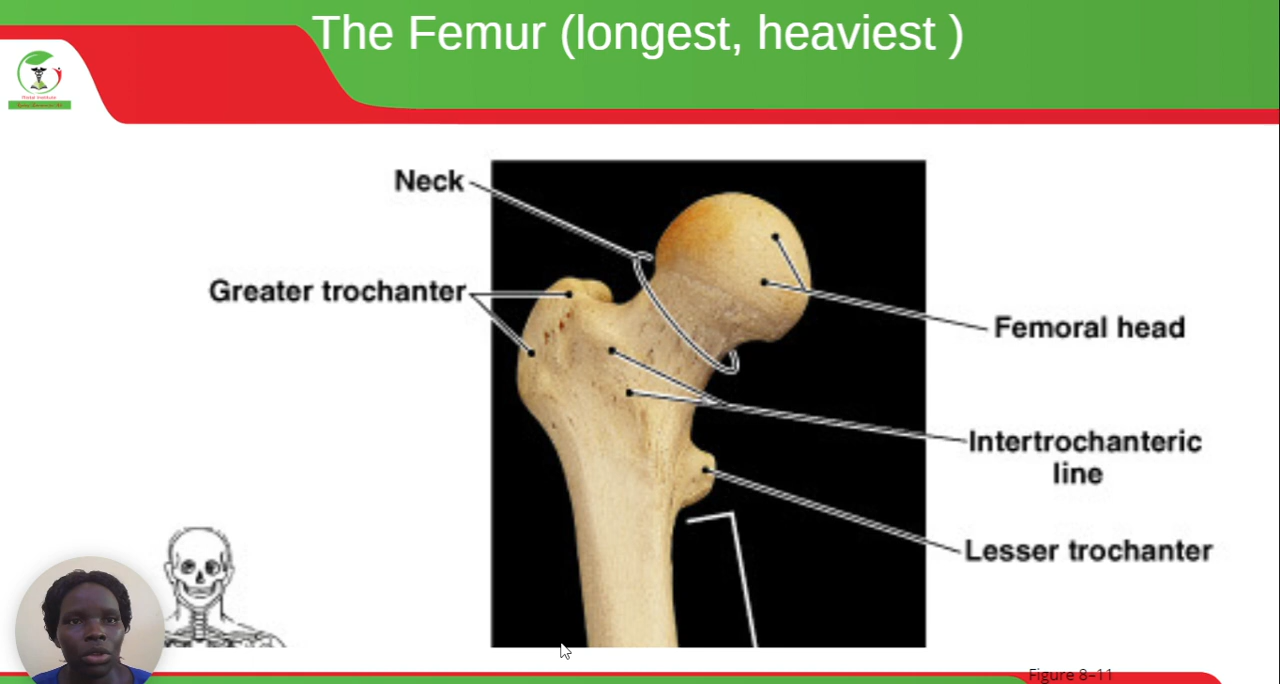 The Femur (longest, heaviest )
Neck
Greater trochanter
Femoral head
Intertrochanteric
line
Lesser trochanter
Figure 8–11